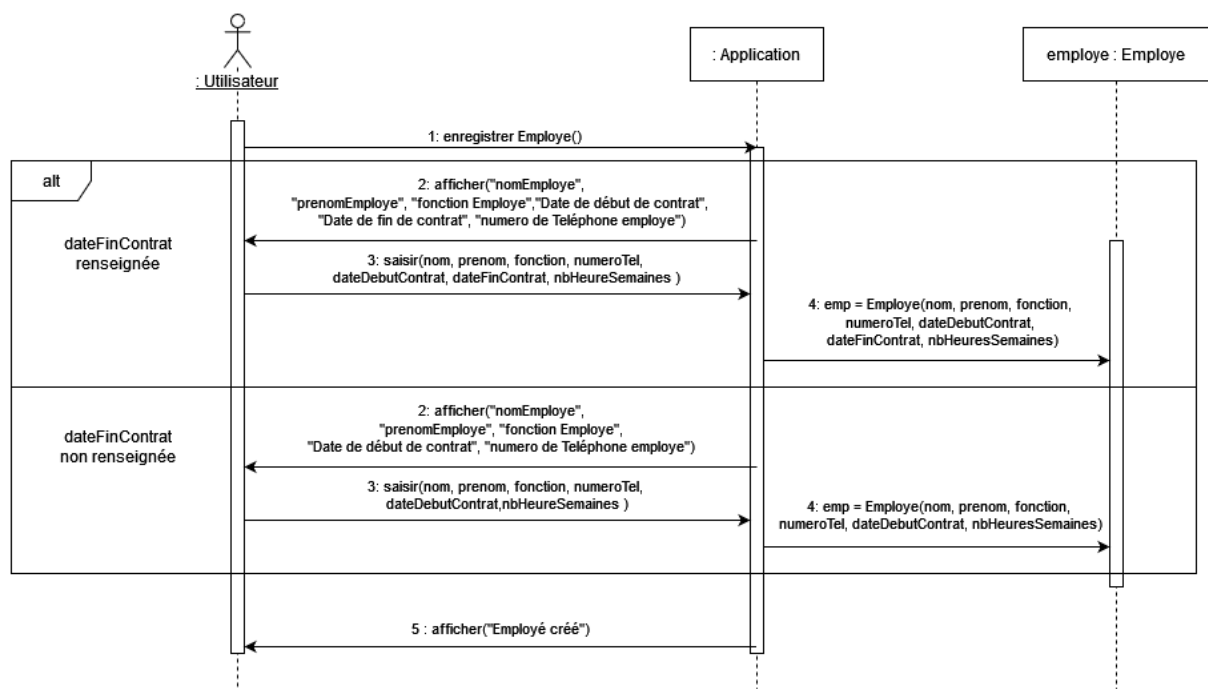 : Utilisateur
: Application
employe : Employe
1: enregistrer Employe()
alt
dateFinContrat
renseignée
2: afficher("nomEmploye",
"prenomEmploye", "fonction Employe","Date de début de contrat",
"Date de fin de contrat", "numero de Teléphone employe")
3: saisir(nom, prenom, fonction, numeroTel,
dateDebutContrat, dateFinContrat, nbHeureSemaines )
4: emp = Employe(nom, prenom, fonction,
numeroTel, dateDebutContrat,
dateFinContrat, nbHeuresSemaines)
dateFinContrat
non renseignée
2: afficher("nomEmploye",
"prenomEmploye", "fonction Employe",
"Date de début de contrat", "numero de Teléphone employe")
3: saisir(nom, prenom, fonction, numeroTel,
dateDebutContrat,nbHeureSemaines )
4: emp = Employe(nom, prenom, fonction,
numeroTel, dateDebutContrat, nbHeuresSemaines)
5 : afficher("Employé créé")